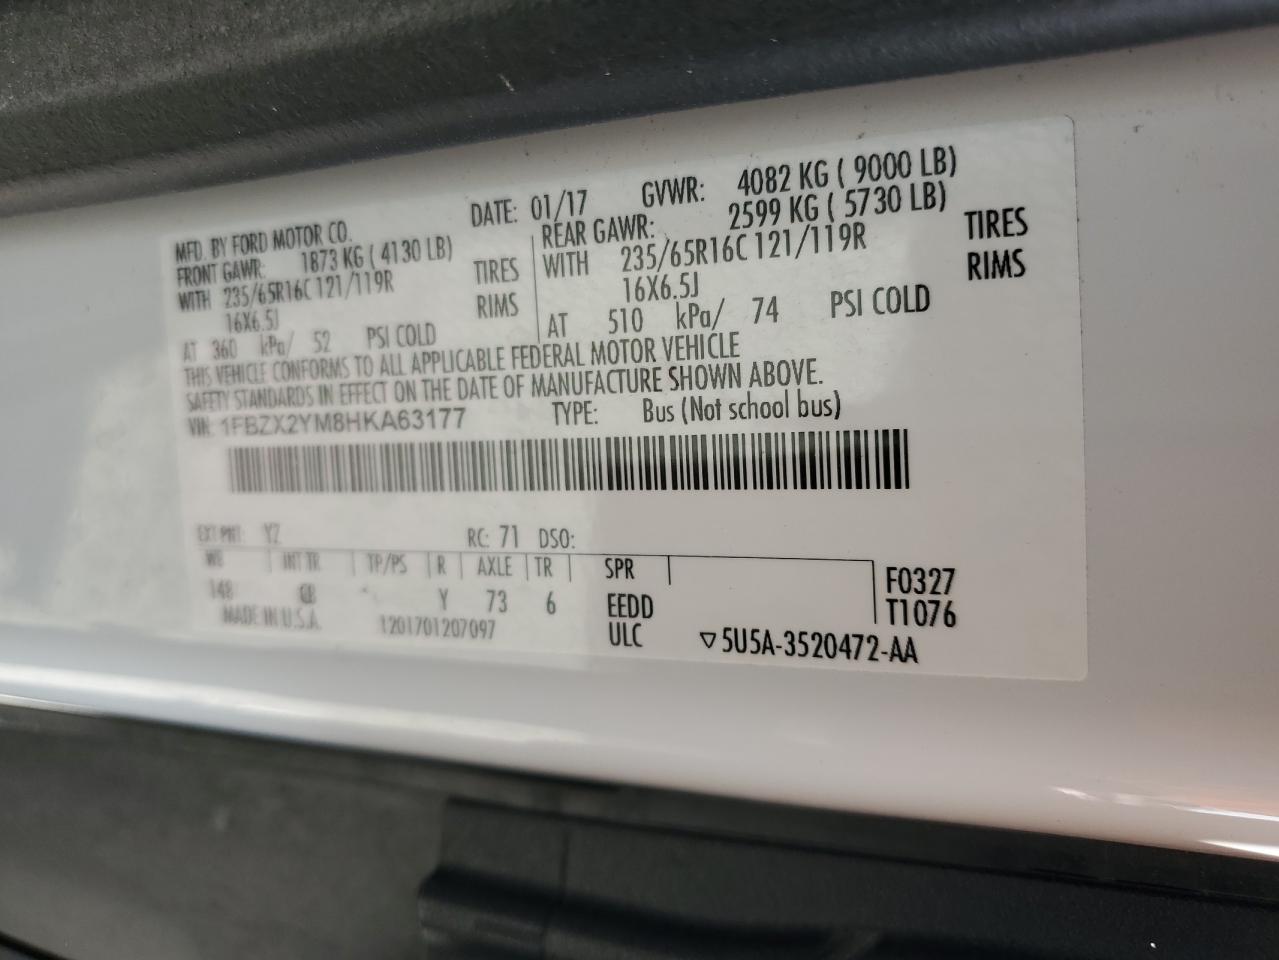 MFD. BY FORD MOTOR CO. DATE: 01/17 GVWR: 4082 KG ( 9000 LB)
FRONT GAWR: 1873 KG ( 4130 LB) REAR GAWR: 2599 KG ( 5730 LB)
WITH 235/65R16C 121/119R TIRES WITH 235/65R16C 121/119R TIRES
16X6.5J RIMS 16X6.5J RIMS
AT 360 kPa/ 52 PSI COLD AT 510 kPa/ 74 PSI COLD
THIS VEHICLE CONFORMS TO ALL APPLICABLE FEDERAL MOTOR VEHICLE
SAFETY STANDARDS IN EFFECT ON THE DATE OF MANUFACTURE SHOWN ABOVE.
VIN: 1FBZX2YM8HKA63177 TYPE: Bus (Not school bus)
EXT PNT: YZ RC: 71 DSO:
WB INT TR TP/PS R AXLE TR SPR F0327
148 Y 73 6 EEDD T1076
MADE IN U.S.A. 1201701207097 ULC ▽5U5A-3520472-AA